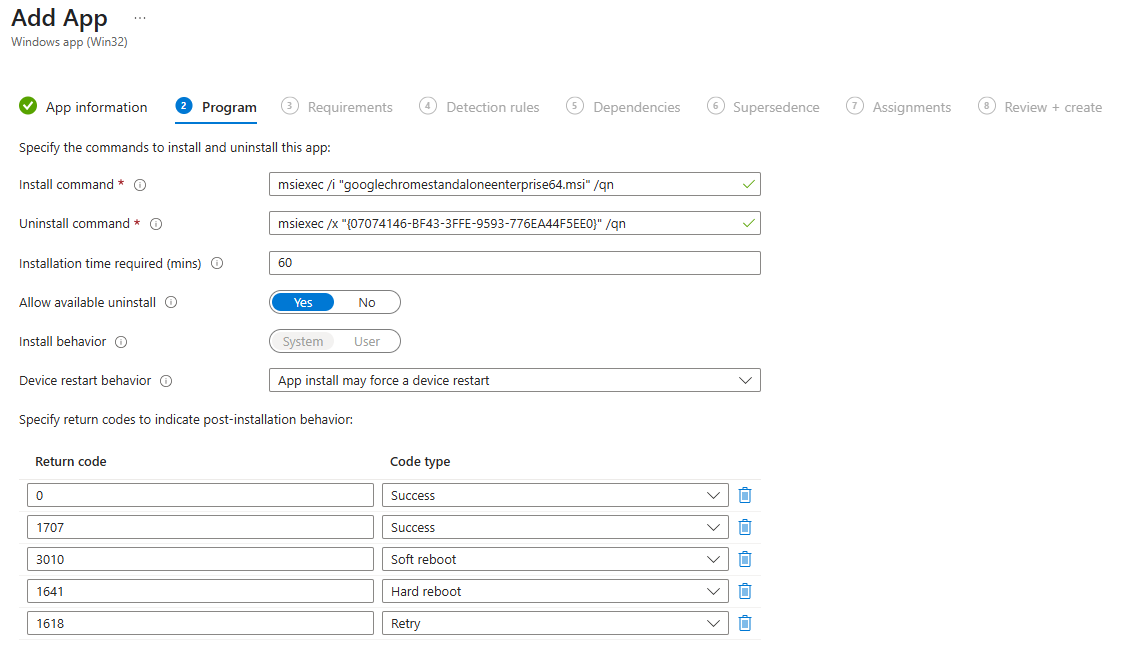 Add App ...
Windows app (Win32)
App information 2 Program 3 Requirements 4 Detection rules 5 Dependencies 6 Supersedence 7 Assignments 8 Review + create
Specify the commands to install and uninstall this app:
Install command * msiexec /i "googlechromestandaloneenterprise64.msi" /qn
Uninstall command * msiexec /x "{07074146-BF43-3FFE-9593-776EA44F5EE0}" /qn
Installation time required (mins) 60
Allow available uninstall Yes No
Install behavior System User
Device restart behavior App install may force a device restart
Specify return codes to indicate post-installation behavior:
Return code Code type
0 Success
1707 Success
3010 Soft reboot
1641 Hard reboot
1618 Retry